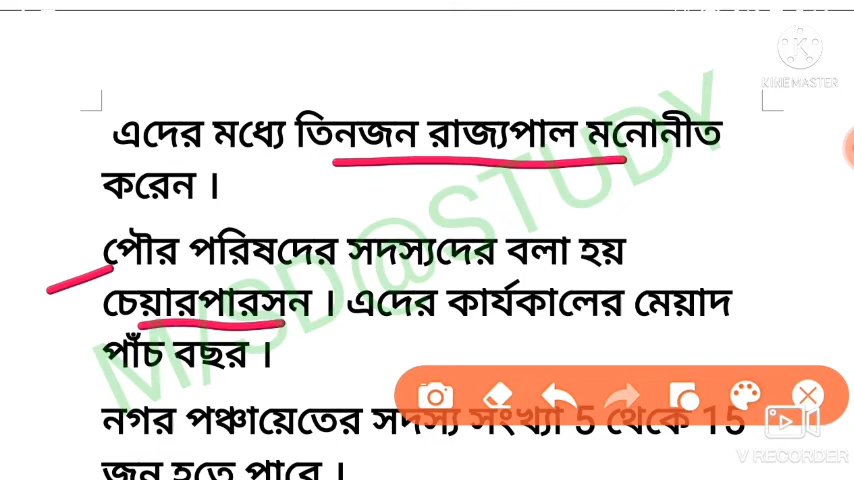 KINEMASTER
এদের মধ্যে তিনজন রাজ্যপাল মনোনীত
করেন ।
পৌর পরিষদের সদস্যদের বলা হয়
চেয়ারপারসন । এদের কার্যকালের মেয়াদ
পাঁচ বছর ।
নগর পঞ্চায়েতের সদস্য সংখ্যা 5 থেকে 15
জন হতে পারে ।
V RECORDER